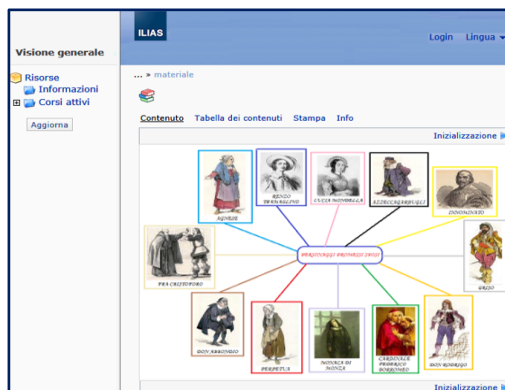 Visione generale
Risorse
Informazioni
Corsi attivi
Aggiorna
ILIAS
Login Lingua
... » materiale
Contenuto Tabella dei contenuti Stampa Info
Inizializzazione
AGNESE
RENZO TRAMAGLINO
LUCIA MONDELLA
AZZECCAGARBUGLI
INNOMINATO
FRA CRISTOFORO
PERSONAGGI PROMESSI SPOSI
GRISO
DON ABBONDIO
PERPETUA
MONACA DI MONZA
CARDINALE FEDERIGO BORROMEO
DON RODRIGO
Inizializzazione